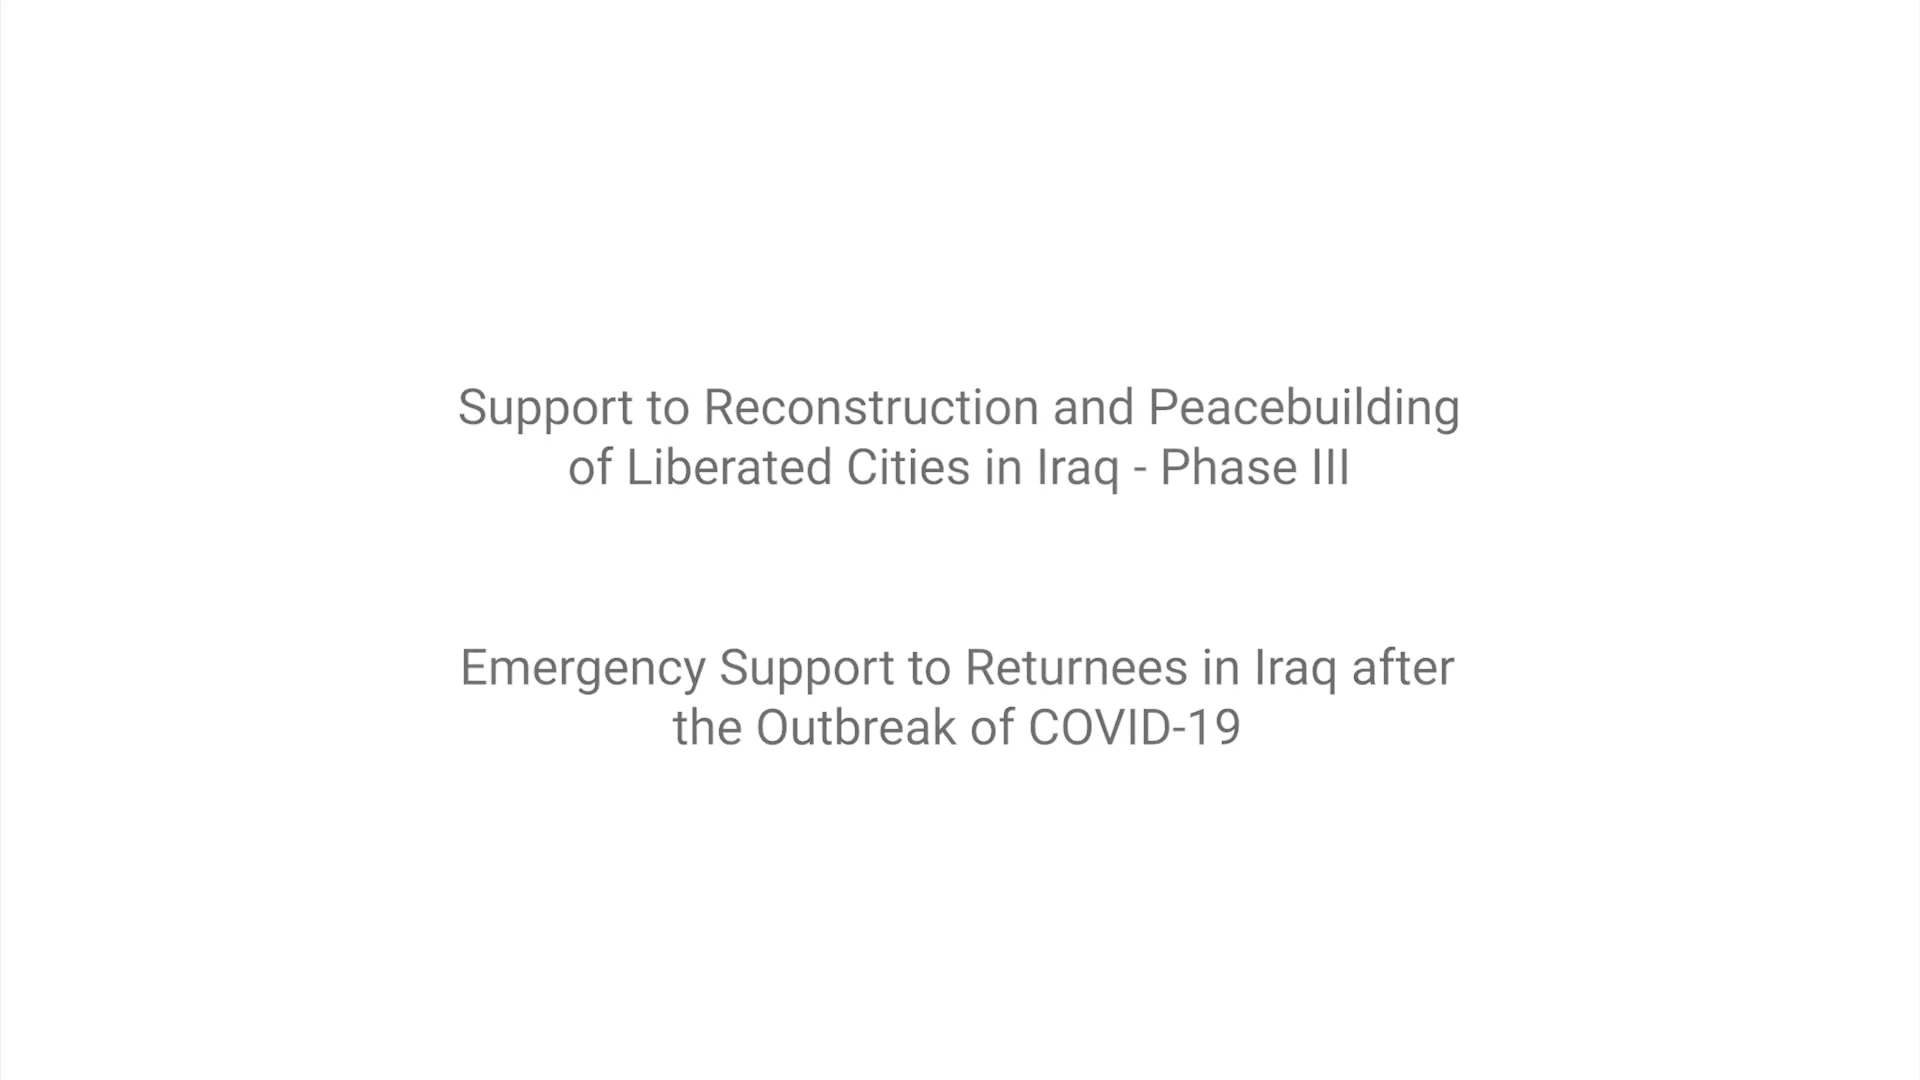 Support to Reconstruction and Peacebuilding
of Liberated Cities in Iraq - Phase III
Emergency Support to Returnees in Iraq after
the Outbreak of COVID-19